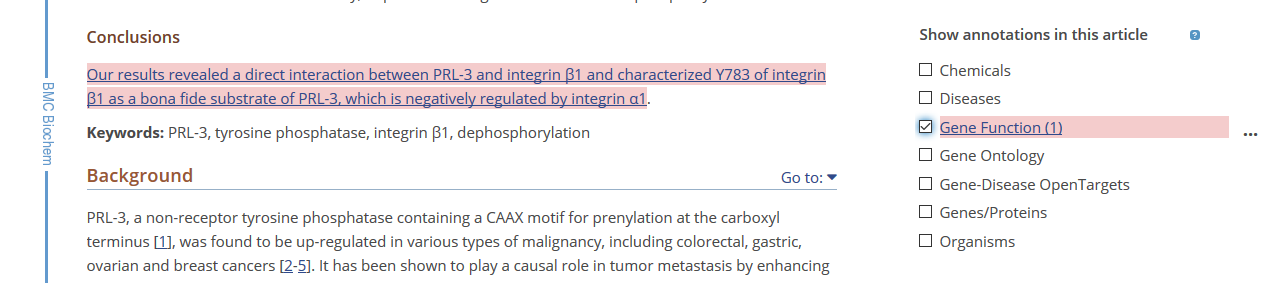 Conclusions
Our results revealed a direct interaction between PRL-3 and integrin β1 and characterized Y783 of integrin
β1 as a bona fide substrate of PRL-3, which is negatively regulated by integrin α1.
Keywords: PRL-3, tyrosine phosphatase, integrin β1, dephosphorylation
Background
Go to:
PRL-3, a non-receptor tyrosine phosphatase containing a CAAX motif for prenylation at the carboxyl
terminus [1], was found to be up-regulated in various types of malignancy, including colorectal, gastric,
ovarian and breast cancers [2-5]. It has been shown to play a causal role in tumor metastasis by enhancing
BMC Biochem
Show annotations in this article
?
Chemicals
Diseases
Gene Function (1)
...
Gene Ontology
Gene-Disease OpenTargets
Genes/Proteins
Organisms